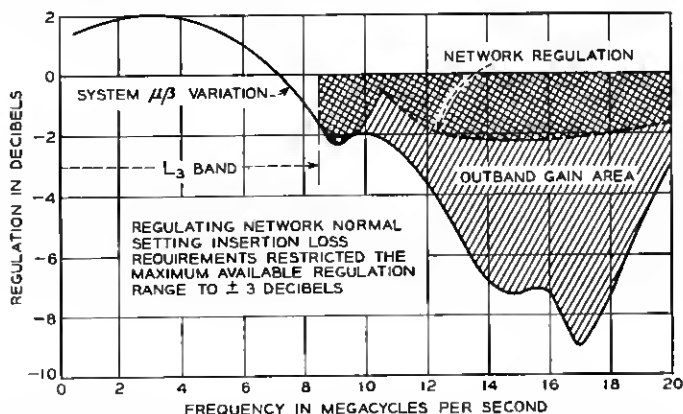 2
0
-2
-4
-6
-8
-10
REGULATION IN DECIBELS
NETWORK REGULATION
SYSTEM μβ VARIATION
L3 BAND
OUTBAND GAIN AREA
REGULATING NETWORK NORMAL
SETTING INSERTION LOSS
REQUIREMENTS RESTRICTED THE
MAXIMUM AVAILABLE REGULATION
RANGE TO ± 3 DECIBELS
0 2 4 6 8 10 12 14 16 18 20
FREQUENCY IN MEGACYCLES PER SECOND